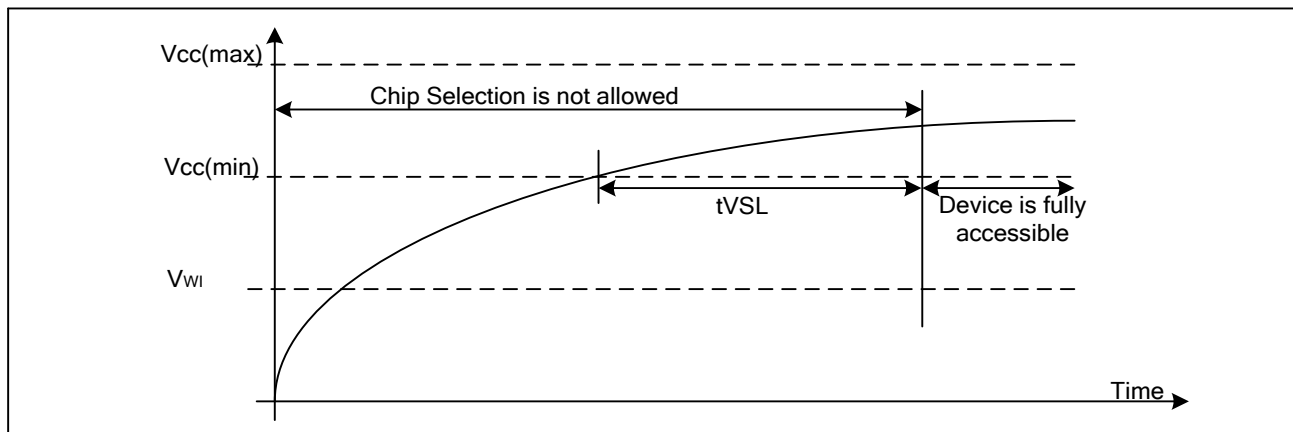 Vcc(max)
Chip Selection is not allowed
Vcc(min)
tVSL
Device is fully
accessible
VWI
Time